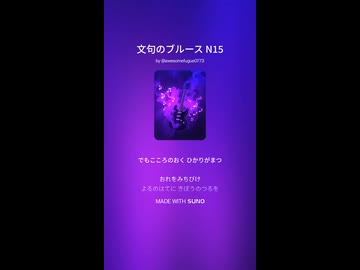 文句のブルース N15
by @awesomefugue0773
でもこころのおく ひかりがまつ
おれをみちびけ
よるのはてに きぼうのつるを
MADE WITH SUNO